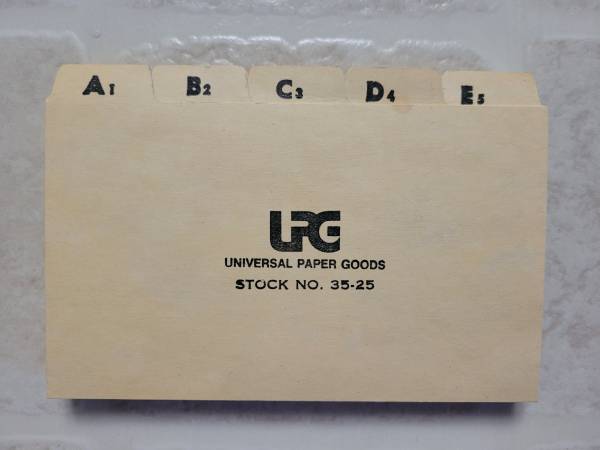 A1 B2 C3 D4 E5
UPG
UNIVERSAL PAPER GOODS
STOCK NO. 35-25